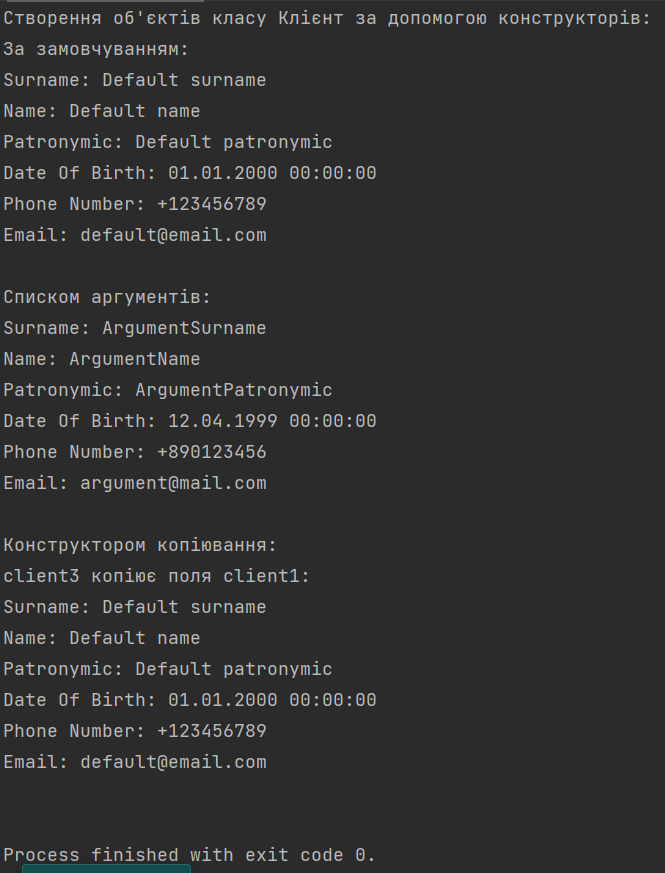 Створення об'єктів класу Клієнт за допомогою конструкторів:
За замовчуванням:
Surname: Default surname
Name: Default name
Patronymic: Default patronymic
Date Of Birth: 01.01.2000 00:00:00
Phone Number: +123456789
Email: default@email.com
Списком аргументів:
Surname: ArgumentSurname
Name: ArgumentName
Patronymic: ArgumentPatronymic
Date Of Birth: 12.04.1999 00:00:00
Phone Number: +890123456
Email: argument@mail.com
Конструктором копіювання:
client3 копіює поля client1:
Surname: Default surname
Name: Default name
Patronymic: Default patronymic
Date Of Birth: 01.01.2000 00:00:00
Phone Number: +123456789
Email: default@email.com
Process finished with exit code 0.